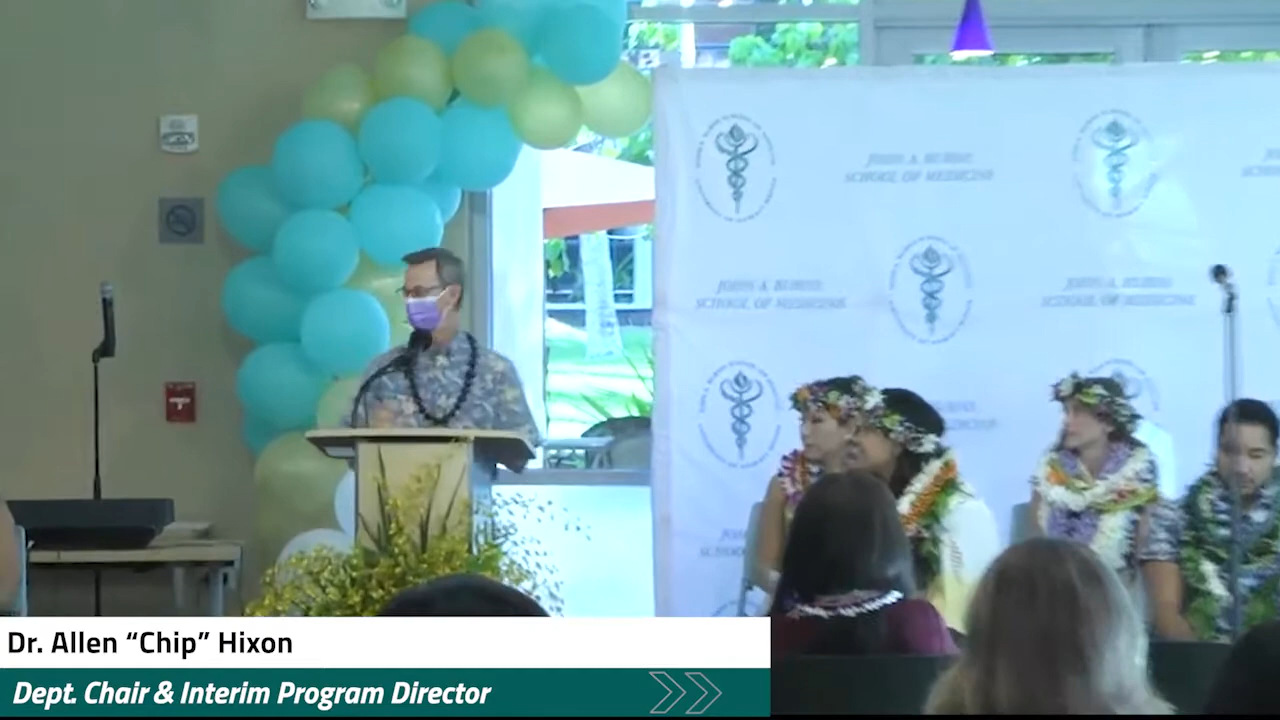 JOHN A. BURNS
SCHOOL OF MEDICINE
JOHN A. BURNS
SCHOOL OF MEDICINE
JOHN A. BURNS
SCHOOL OF MEDICINE
Dr. Allen “Chip” Hixon
Dept. Chair & Interim Program Director